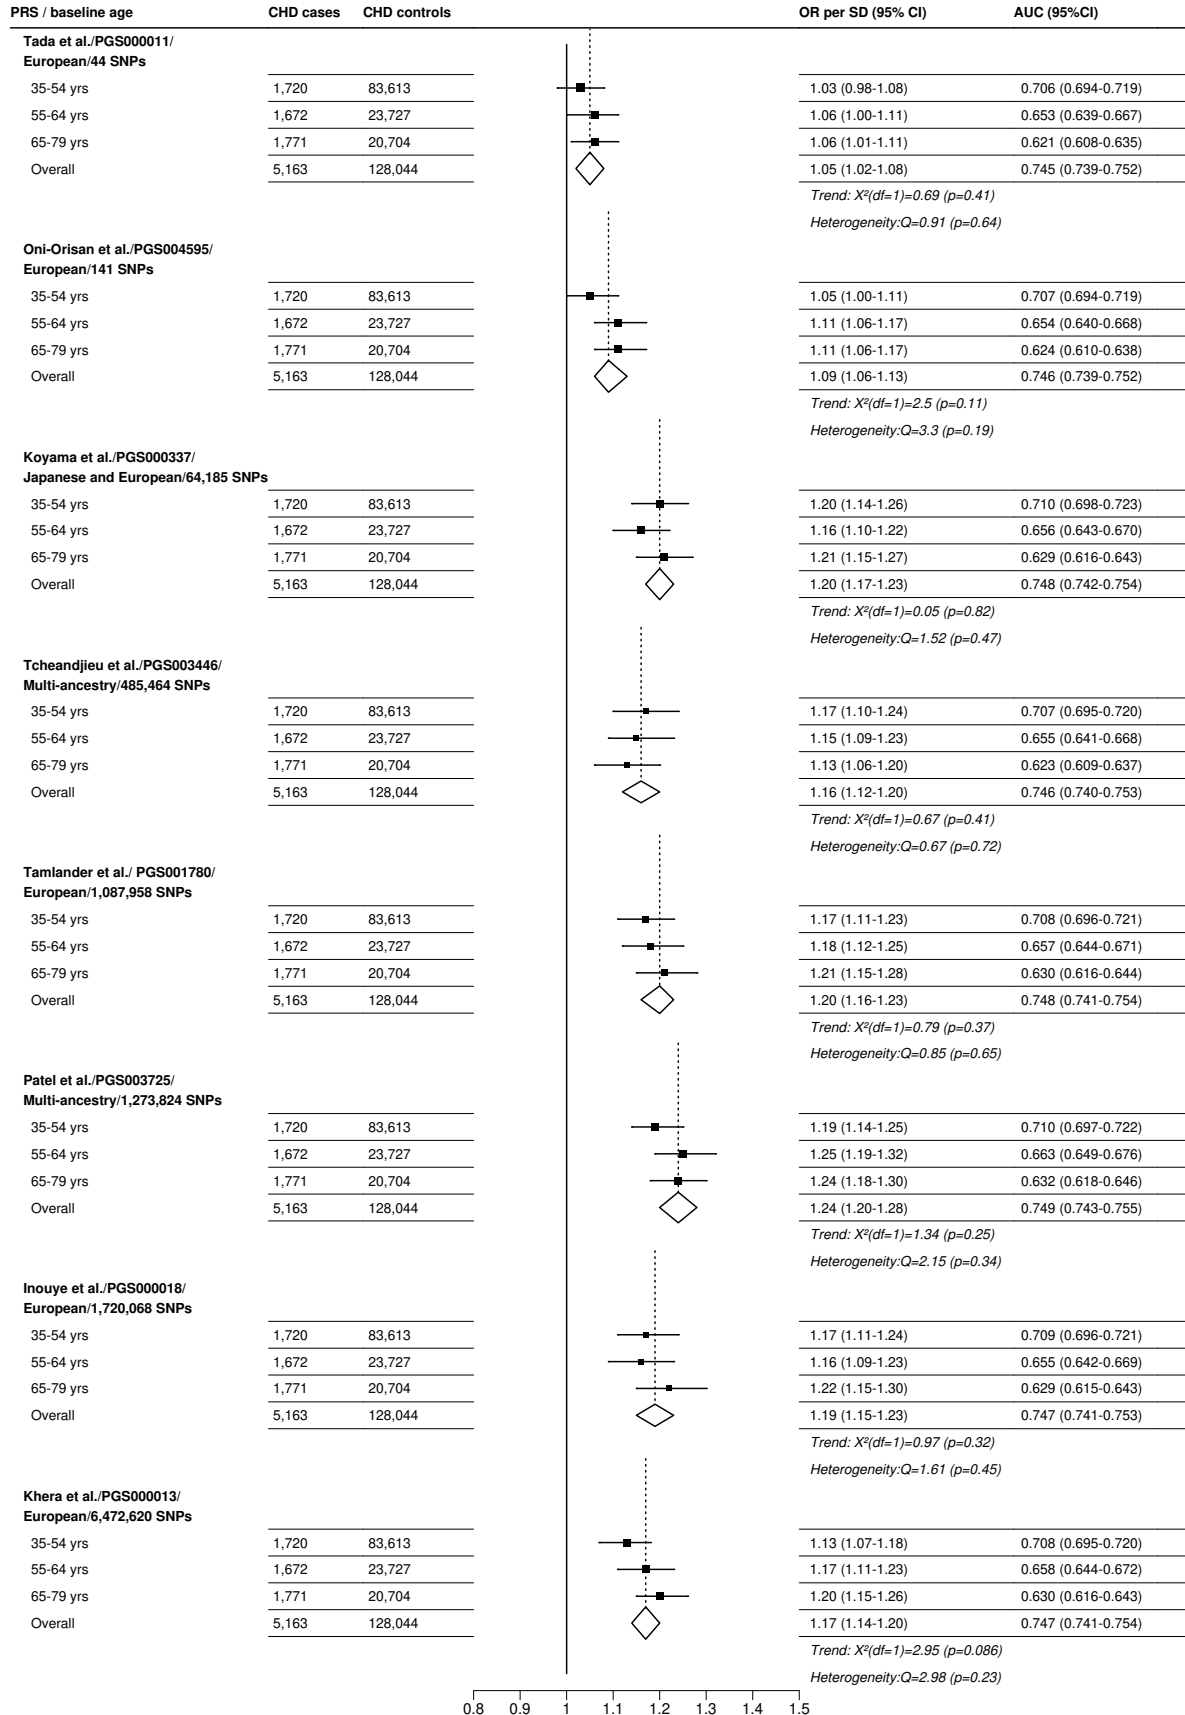 PRS / baseline age CHD cases CHD controls OR per SD (95% CI) AUC (95%CI)
Tada et al./PGS000011/
European/44 SNPs
35-54 yrs 1,720 83,613 1.03 (0.98-1.08) 0.706 (0.694-0.719)
55-64 yrs 1,672 23,727 1.06 (1.00-1.11) 0.653 (0.639-0.667)
65-79 yrs 1,771 20,704 1.06 (1.01-1.11) 0.621 (0.608-0.635)
Overall 5,163 128,044 1.05 (1.02-1.08) 0.745 (0.739-0.752)
Trend: X²(df=1)=0.69 (p=0.41)
Heterogeneity:Q=0.91 (p=0.64)
Oni-Orisan et al./PGS004595/
European/141 SNPs
35-54 yrs 1,720 83,613 1.05 (1.00-1.11) 0.707 (0.694-0.719)
55-64 yrs 1,672 23,727 1.11 (1.06-1.17) 0.654 (0.640-0.668)
65-79 yrs 1,771 20,704 1.11 (1.06-1.17) 0.624 (0.610-0.638)
Overall 5,163 128,044 1.09 (1.06-1.13) 0.746 (0.739-0.752)
Trend: X²(df=1)=2.5 (p=0.11)
Heterogeneity:Q=3.3 (p=0.19)
Koyama et al./PGS000337/
Japanese and European/64,185 SNPs
35-54 yrs 1,720 83,613 1.20 (1.14-1.26) 0.710 (0.698-0.723)
55-64 yrs 1,672 23,727 1.16 (1.10-1.22) 0.656 (0.643-0.670)
65-79 yrs 1,771 20,704 1.21 (1.15-1.27) 0.629 (0.616-0.643)
Overall 5,163 128,044 1.20 (1.17-1.23) 0.748 (0.742-0.754)
Trend: X²(df=1)=0.05 (p=0.82)
Heterogeneity:Q=1.52 (p=0.47)
Tcheandjieu et al./PGS003446/
Multi-ancestry/485,464 SNPs
35-54 yrs 1,720 83,613 1.17 (1.10-1.24) 0.707 (0.695-0.720)
55-64 yrs 1,672 23,727 1.15 (1.09-1.23) 0.655 (0.641-0.668)
65-79 yrs 1,771 20,704 1.13 (1.06-1.20) 0.623 (0.609-0.637)
Overall 5,163 128,044 1.16 (1.12-1.20) 0.746 (0.740-0.753)
Trend: X²(df=1)=0.67 (p=0.41)
Heterogeneity:Q=0.67 (p=0.72)
Tamlander et al./ PGS001780/
European/1,087,958 SNPs
35-54 yrs 1,720 83,613 1.17 (1.11-1.23) 0.708 (0.696-0.721)
55-64 yrs 1,672 23,727 1.18 (1.12-1.25) 0.657 (0.644-0.671)
65-79 yrs 1,771 20,704 1.21 (1.15-1.28) 0.630 (0.616-0.644)
Overall 5,163 128,044 1.20 (1.16-1.23) 0.748 (0.741-0.754)
Trend: X²(df=1)=0.79 (p=0.37)
Heterogeneity:Q=0.85 (p=0.65)
Patel et al./PGS003725/
Multi-ancestry/1,273,824 SNPs
35-54 yrs 1,720 83,613 1.19 (1.14-1.25) 0.710 (0.697-0.722)
55-64 yrs 1,672 23,727 1.25 (1.19-1.32) 0.663 (0.649-0.676)
65-79 yrs 1,771 20,704 1.24 (1.18-1.30) 0.632 (0.618-0.646)
Overall 5,163 128,044 1.24 (1.20-1.28) 0.749 (0.743-0.755)
Trend: X²(df=1)=1.34 (p=0.25)
Heterogeneity:Q=2.15 (p=0.34)
Inouye et al./PGS000018/
European/1,720,068 SNPs
35-54 yrs 1,720 83,613 1.17 (1.11-1.24) 0.709 (0.696-0.721)
55-64 yrs 1,672 23,727 1.16 (1.09-1.23) 0.655 (0.642-0.669)
65-79 yrs 1,771 20,704 1.22 (1.15-1.30) 0.629 (0.615-0.643)
Overall 5,163 128,044 1.19 (1.15-1.23) 0.747 (0.741-0.753)
Trend: X²(df=1)=0.97 (p=0.32)
Heterogeneity:Q=1.61 (p=0.45)
Khera et al./PGS000013/
European/6,472,620 SNPs
35-54 yrs 1,720 83,613 1.13 (1.07-1.18) 0.708 (0.695-0.720)
55-64 yrs 1,672 23,727 1.17 (1.11-1.23) 0.658 (0.644-0.672)
65-79 yrs 1,771 20,704 1.20 (1.15-1.26) 0.630 (0.616-0.643)
Overall 5,163 128,044 1.17 (1.14-1.20) 0.747 (0.741-0.754)
Trend: X²(df=1)=2.95 (p=0.086)
Heterogeneity:Q=2.98 (p=0.23)
0.8 0.9 1 1.1 1.2 1.3 1.4 1.5